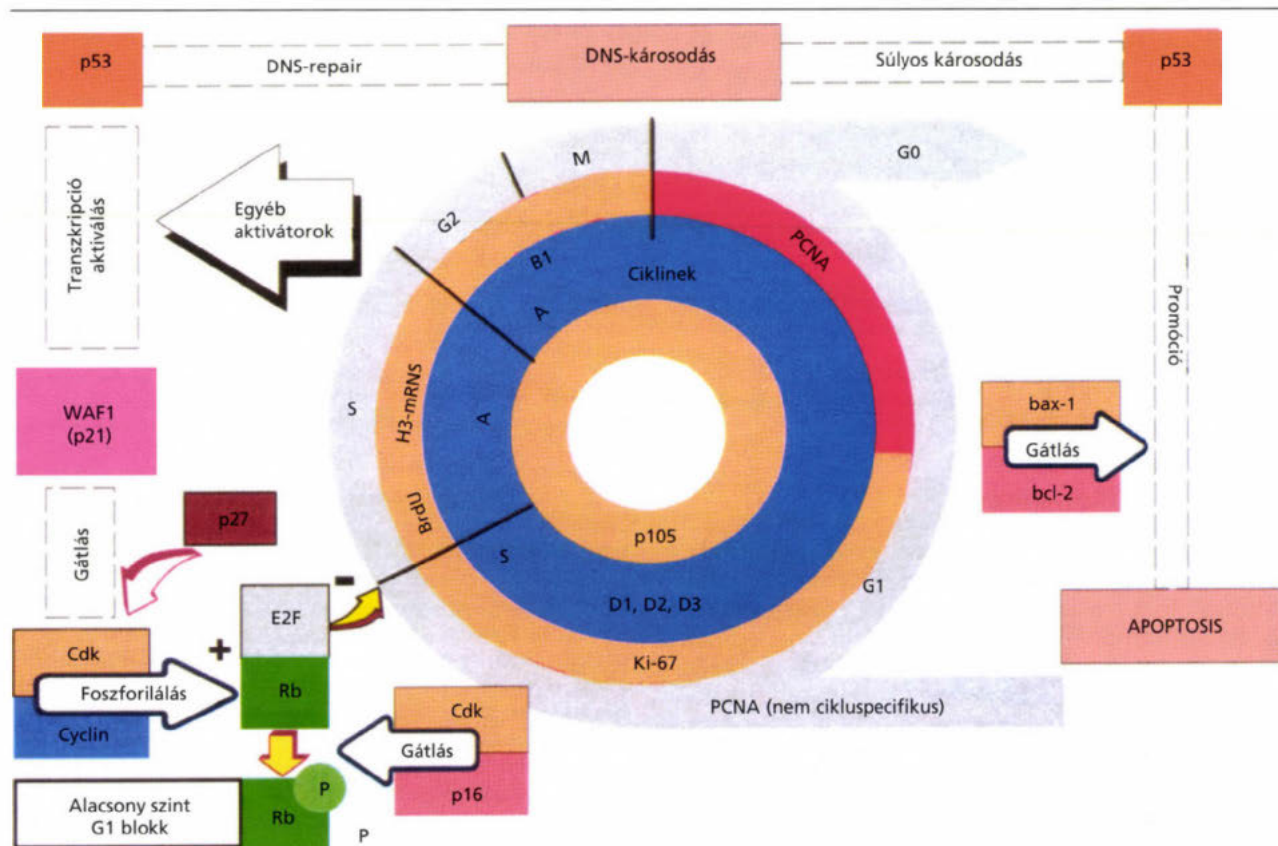 p53
DNS-repair
DNS-károsodás
Súlyos károsodás
p53
Transzkripció
aktiválás
Egyéb
aktivátorok
M
G0
G2
B1
PCNA
Ciklinek
A
Promóció
S
H3-mRNS
A
WAF1
(p21)
bax-1
Gátlás
bcl-2
BrdU
p27
Gátlás
S
p105
G1
E2F
-
D1, D2, D3
APOPTOSIS
Cdk
+
Ki-67
Foszforilálás
Rb
Cyclin
Cdk
PCNA (nem cikluspecifikus)
Gátlás
p16
Alacsony szint
G1 blokk
Rb
P
P